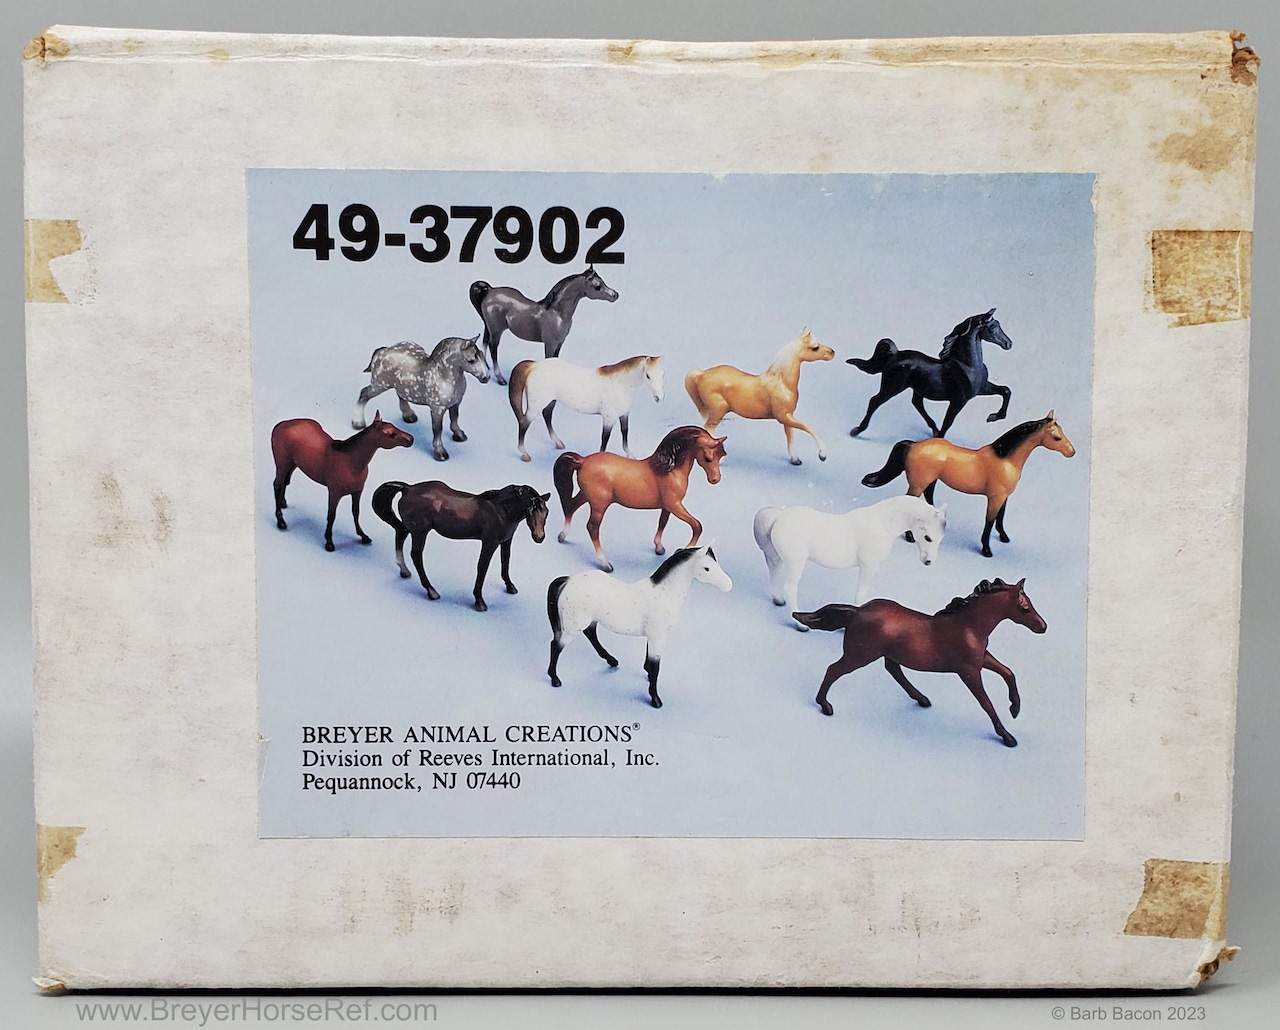 49-37902
BREYER ANIMAL CREATIONS®
Division of Reeves International, Inc.
Pequannock, NJ 07440
www.BreyerHorseRef.com
© Barb Bacon 2023